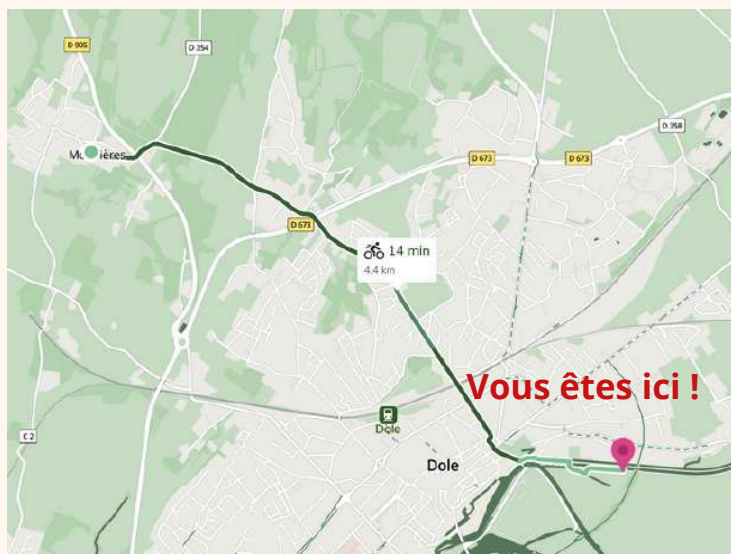 D 905
D 354
D 358
D 673
D 673
D 673
14 min
4.4 km
Vous êtes ici !
Dole
C 2
Dole